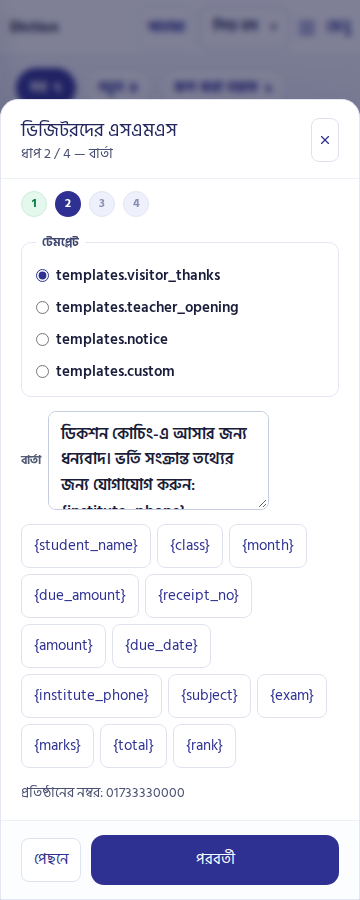 Diction
ভিজিটরদের এসএমএস
ধাপ 2 / 4 — বার্তা
×
1 2 3 4
টেমপ্লেট
templates.visitor_thanks
templates.teacher_opening
templates.notice
templates.custom
বার্তা
ডিকশন কোচিং-এ আসার জন্য
ধন্যবাদ। ভর্তি সংক্রান্ত তথ্যের
জন্য যোগাযোগ করুন:
{institute_phone}
{student_name} {class} {month}
{due_amount} {receipt_no}
{amount} {due_date}
{institute_phone} {subject} {exam}
{marks} {total} {rank}
প্রতিষ্ঠানের নম্বর: 01733330000
পেছনে
পরবর্তী